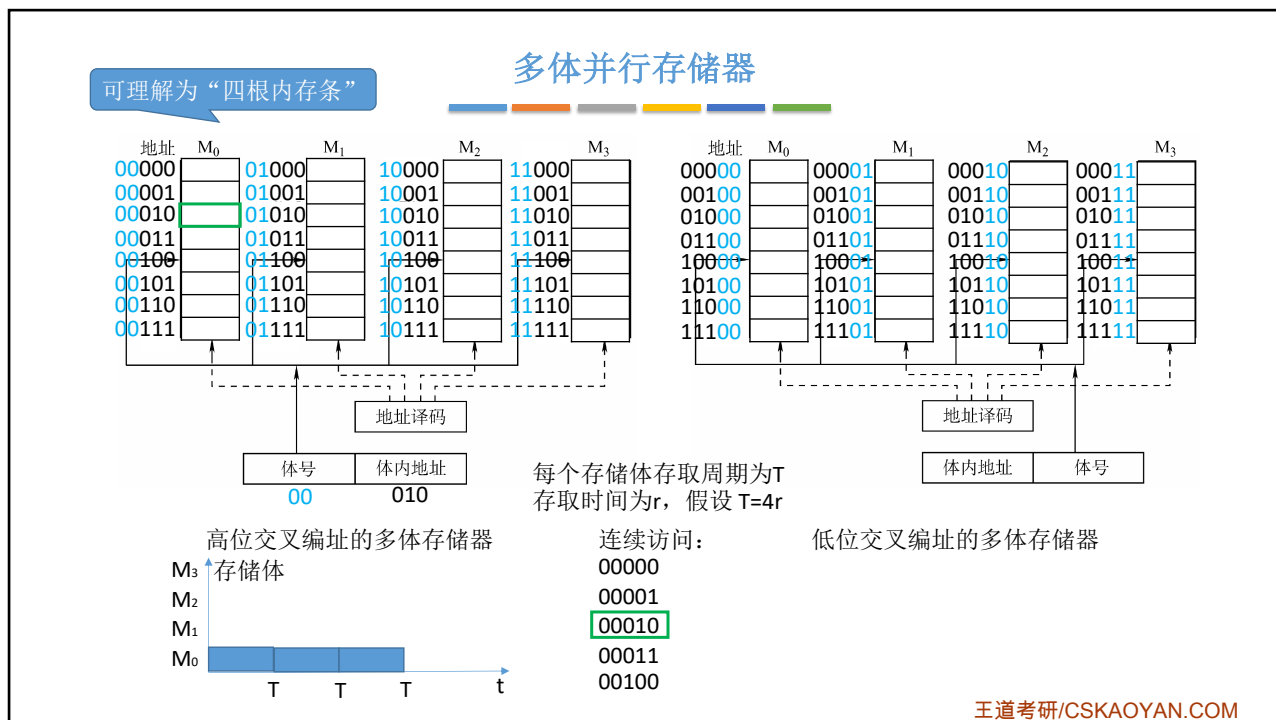 多体并行存储器
可理解为“四根内存条”
地址 M₀ M₁ M₂ M₃
00000 01000 10000 11000
00001 01001 10001 11001
00010 01010 10010 11010
00011 01011 10011 11011
00100 01100 10100 11100
00101 01101 10101 11101
00110 01110 10110 11110
00111 01111 10111 11111
地址译码
体号 体内地址
00 010
高位交叉编址的多体存储器
地址 M₀ M₁ M₂ M₃
00000 00001 00010 00011
00100 00101 00110 00111
01000 01001 01010 01011
01100 01101 01110 01111
10000 10001 10010 10011
10100 10101 10110 10111
11000 11001 11010 11011
11100 11101 11110 11111
地址译码
体内地址 体号
低位交叉编址的多体存储器
每个存储体存取周期为T
存取时间为r，假设 T=4r
连续访问：
00000
00001
00010
00011
00100
存储体
M₃
M₂
M₁
M₀
T T T t
王道考研/CSKAOYAN.COM